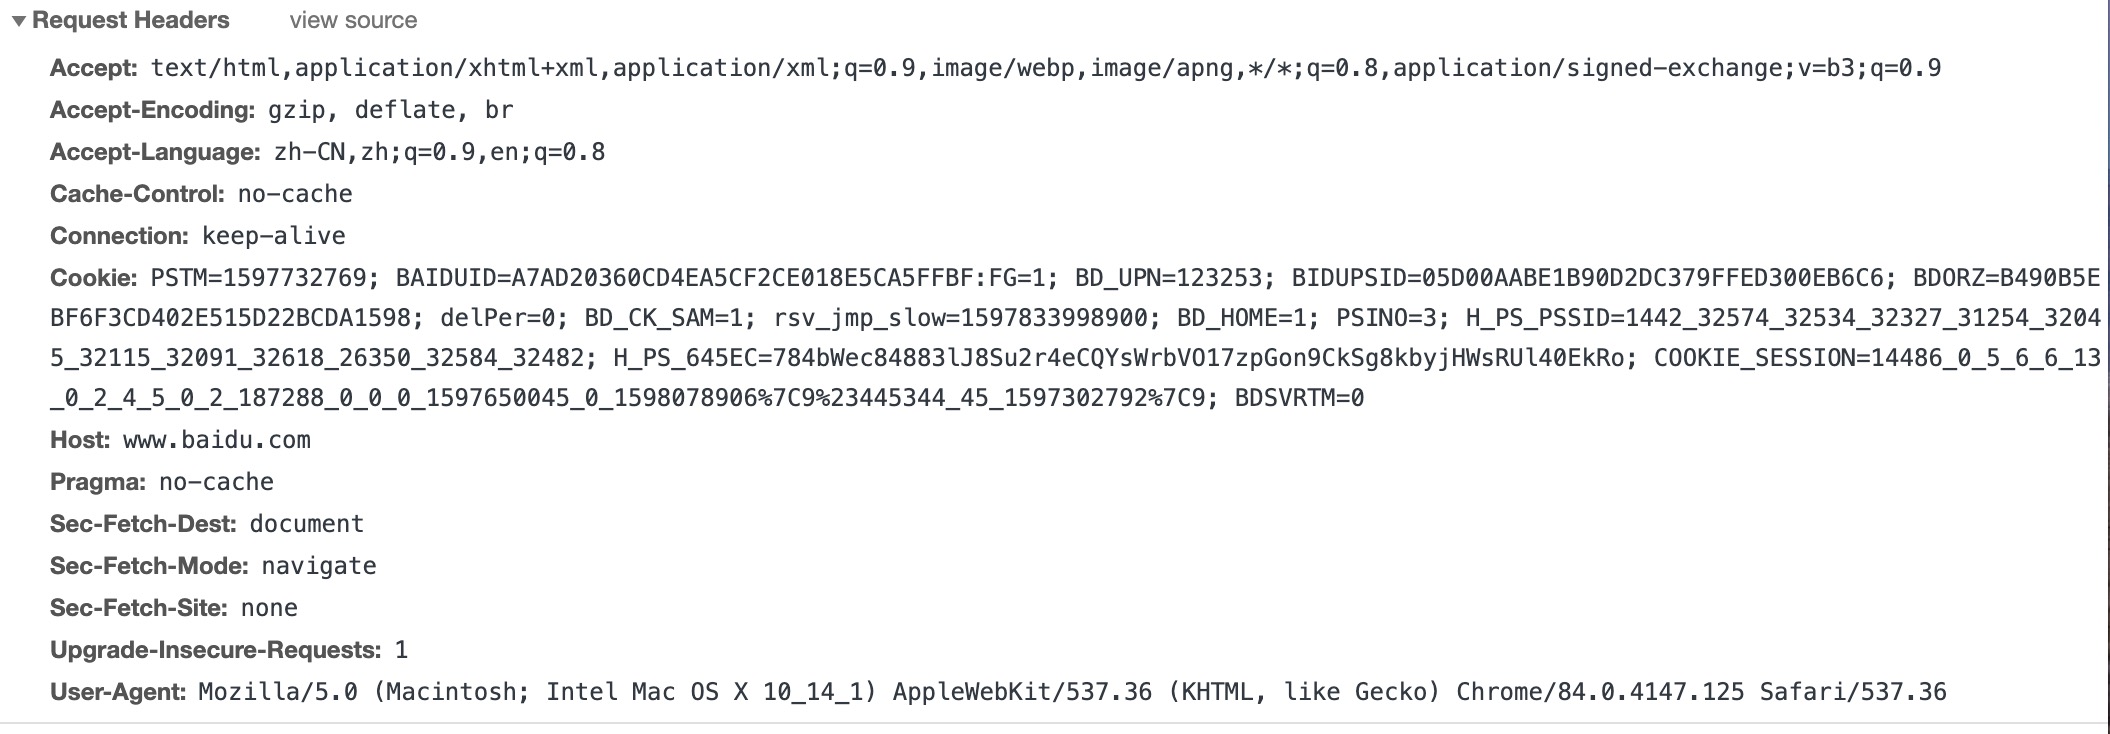 ▼ Request Headers view source
Accept: text/html,application/xhtml+xml,application/xml;q=0.9,image/webp,image/apng,*/*;q=0.8,application/signed-exchange;v=b3;q=0.9
Accept-Encoding: gzip, deflate, br
Accept-Language: zh-CN,zh;q=0.9,en;q=0.8
Cache-Control: no-cache
Connection: keep-alive
Cookie: PSTM=1597732769; BAIDUID=A7AD20360CD4EA5CF2CE018E5CA5FFBF:FG=1; BD_UPN=123253; BIDUPSID=05D00AABE1B90D2DC379FFED300EB6C6; BDORZ=B490B5E
BF6F3CD402E515D22BCDA1598; delPer=0; BD_CK_SAM=1; rsv_jmp_slow=1597833998900; BD_HOME=1; PSINO=3; H_PS_PSSID=1442_32574_32534_32327_31254_3204
5_32115_32091_32618_26350_32584_32482; H_PS_645EC=784bWec84883lJ8Su2r4eCQYsWrbVO17zpGon9CkSg8kbyjHWsRUl40EkRo; COOKIE_SESSION=14486_0_5_6_6_13
_0_2_4_5_0_2_187288_0_0_0_1597650045_0_1598078906%7C9%23445344_45_1597302792%7C9; BDSVRTM=0
Host: www.baidu.com
Pragma: no-cache
Sec-Fetch-Dest: document
Sec-Fetch-Mode: navigate
Sec-Fetch-Site: none
Upgrade-Insecure-Requests: 1
User-Agent: Mozilla/5.0 (Macintosh; Intel Mac OS X 10_14_1) AppleWebKit/537.36 (KHTML, like Gecko) Chrome/84.0.4147.125 Safari/537.36